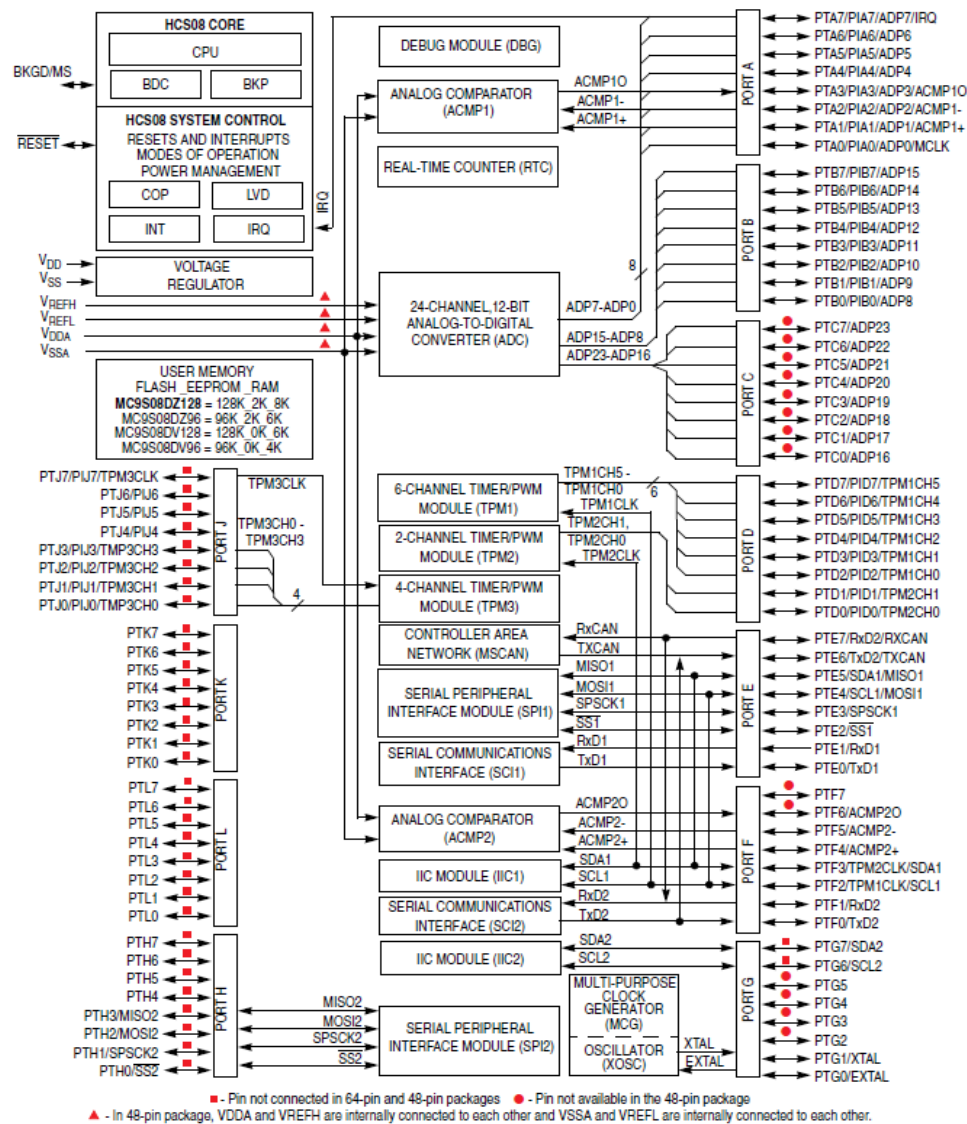 HCS08 CORE
CPU
BDC
BKP
BKGD/MS
HCS08 SYSTEM CONTROL
RESET
RESETS AND INTERRUPTS
MODES OF OPERATION
POWER MANAGEMENT
COP
LVD
INT
IRQ
IRQ
VDD
VSS
VOLTAGE
REGULATOR
VREFH
VREFL
VDDA
VSSA
USER MEMORY
FLASH _EEPROM _RAM
MC9S08DZ128 = 128K_2K_8K
MC9S08DZ96 = 96K_2K_6K
MC9S08DV128 = 128K_0K_6K
MC9S08DV96 = 96K_0K_4K
DEBUG MODULE (DBG)
ANALOG COMPARATOR
(ACMP1)
ACMP1O
ACMP1-
ACMP1+
REAL-TIME COUNTER (RTC)
24-CHANNEL,12-BIT
ANALOG-TO-DIGITAL
CONVERTER (ADC)
8
ADP7-ADP0
ADP15-ADP8
ADP23-ADP16
PORT A
PTA7/PIA7/ADP7/IRQ
PTA6/PIA6/ADP6
PTA5/PIA5/ADP5
PTA4/PIA4/ADP4
PTA3/PIA3/ADP3/ACMP1O
PTA2/PIA2/ADP2/ACMP1-
PTA1/PIA1/ADP1/ACMP1+
PTA0/PIA0/ADP0/MCLK
PORT B
PTB7/PIB7/ADP15
PTB6/PIB6/ADP14
PTB5/PIB5/ADP13
PTB4/PIB4/ADP12
PTB3/PIB3/ADP11
PTB2/PIB2/ADP10
PTB1/PIB1/ADP9
PTB0/PIB0/ADP8
PORT C
PTC7/ADP23
PTC6/ADP22
PTC5/ADP21
PTC4/ADP20
PTC3/ADP19
PTC2/ADP18
PTC1/ADP17
PTC0/ADP16
PTJ7/PIJ7/TPM3CLK
PTJ6/PIJ6
PTJ5/PIJ5
PTJ4/PIJ4
PTJ3/PIJ3/TMP3CH3
PTJ2/PIJ2/TPM3CH2
PTJ1/PIJ1/TPM3CH1
PTJ0/PIJ0/TMP3CH0
PORT J
TPM3CLK
TPM3CH0 -
TPM3CH3
4
6-CHANNEL TIMER/PWM
MODULE (TPM1)
2-CHANNEL TIMER/PWM
MODULE (TPM2)
4-CHANNEL TIMER/PWM
MODULE (TPM3)
TPM1CH5 -
TPM1CH0
6
TPM1CLK
TPM2CH1,
TPM2CH0
TPM2CLK
PORT D
PTD7/PID7/TPM1CH5
PTD6/PID6/TPM1CH4
PTD5/PID5/TPM1CH3
PTD4/PID4/TPM1CH2
PTD3/PID3/TPM1CH1
PTD2/PID2/TPM1CH0
PTD1/PID1/TPM2CH1
PTD0/PID0/TPM2CH0
PTK7
PTK6
PTK5
PTK4
PTK3
PTK2
PTK1
PTK0
PORT K
CONTROLLER AREA
NETWORK (MSCAN)
RxCAN
TXCAN
SERIAL PERIPHERAL
INTERFACE MODULE (SPI1)
MISO1
MOSI1
SPSCK1
SS1
SERIAL COMMUNICATIONS
INTERFACE (SCI1)
RxD1
TxD1
PORT E
PTE7/RxD2/RXCAN
PTE6/TxD2/TXCAN
PTE5/SDA1/MISO1
PTE4/SCL1/MOSI1
PTE3/SPSCK1
PTE2/SS1
PTE1/RxD1
PTE0/TxD1
PTL7
PTL6
PTL5
PTL4
PTL3
PTL2
PTL1
PTL0
PORT L
ANALOG COMPARATOR
(ACMP2)
ACMP2O
ACMP2-
ACMP2+
IIC MODULE (IIC1)
SDA1
SCL1
SERIAL COMMUNICATIONS
INTERFACE (SCI2)
RxD2
TxD2
PORT F
PTF7
PTF6/ACMP2O
PTF5/ACMP2-
PTF4/ACMP2+
PTF3/TPM2CLK/SDA1
PTF2/TPM1CLK/SCL1
PTF1/RxD2
PTF0/TxD2
PTH7
PTH6
PTH5
PTH4
PTH3/MISO2
PTH2/MOSI2
PTH1/SPSCK2
PTH0/SS2
PORT H
MISO2
MOSI2
SPSCK2
SS2
IIC MODULE (IIC2)
SDA2
SCL2
SERIAL PERIPHERAL
INTERFACE MODULE (SPI2)
MULTI-PURPOSE
CLOCK
GENERATOR
(MCG)
OSCILLATOR
(XOSC)
XTAL
EXTAL
PORT G
PTG7/SDA2
PTG6/SCL2
PTG5
PTG4
PTG3
PTG2
PTG1/XTAL
PTG0/EXTAL
- Pin not connected in 64-pin and 48-pin packages
- Pin not available in the 48-pin package
- In 48-pin package, VDDA and VREFH are internally connected to each other and VSSA and VREFL are internally connected to each other.